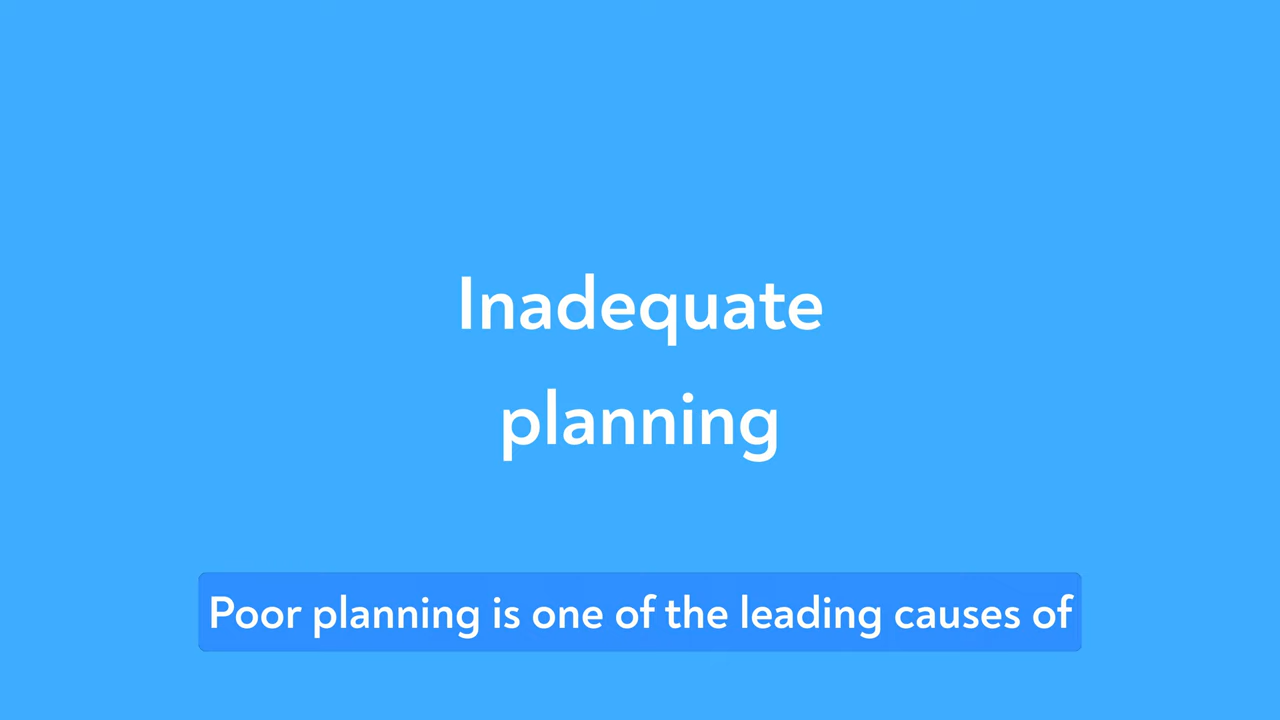 Inadequate
planning
Poor planning is one of the leading causes of